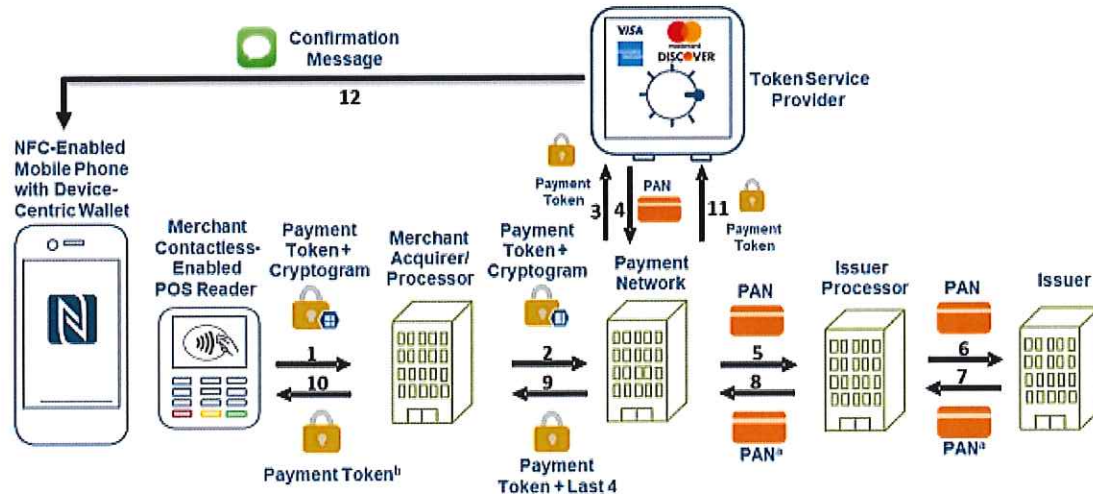 Confirmation
Message
12
VISA
mastercard
DISCOVER
Token Service
Provider
NFC-Enabled
Mobile Phone
with Device-
Centric Wallet
Payment
Token
3
4
PAN
11
Payment
Token
Merchant
Contactless-
Enabled
POS Reader
Payment
Token +
Cryptogram
Merchant
Acquirer/
Processor
Payment
Token +
Cryptogram
Payment
Network
PAN
Issuer
Processor
PAN
Issuer
N
1
10
2
9
5
8
6
7
Payment Tokenᵇ
Payment
Token + Last 4
PANᵃ
PANᵃ